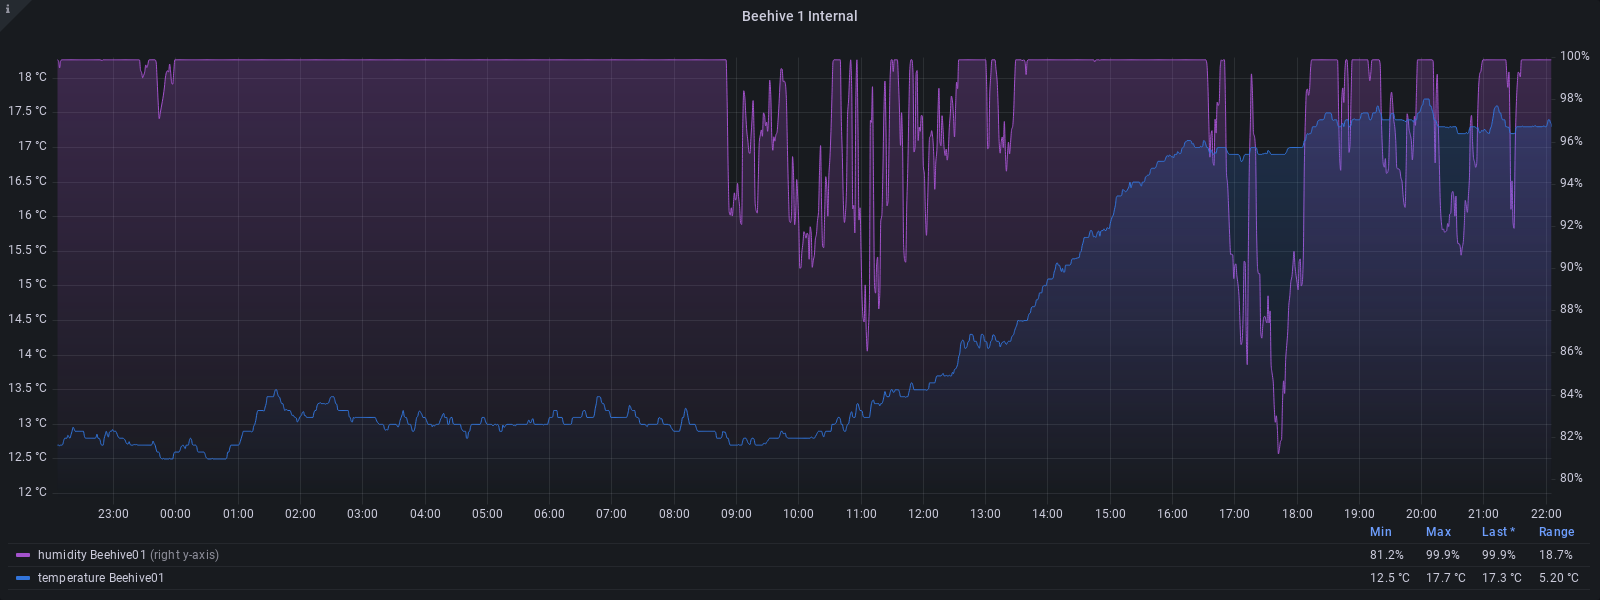 i
Beehive 1 Internal
18 °C
17.5 °C
17 °C
16.5 °C
16 °C
15.5 °C
15 °C
14.5 °C
14 °C
13.5 °C
13 °C
12.5 °C
12 °C
100%
98%
96%
94%
92%
90%
88%
86%
84%
82%
80%
23:00 00:00 01:00 02:00 03:00 04:00 05:00 06:00 07:00 08:00 09:00 10:00 11:00 12:00 13:00 14:00 15:00 16:00 17:00 18:00 19:00 20:00 21:00 22:00
Min Max Last * Range
humidity Beehive01 (right y-axis) 81.2% 99.9% 99.9% 18.7%
temperature Beehive01 12.5 °C 17.7 °C 17.3 °C 5.20 °C